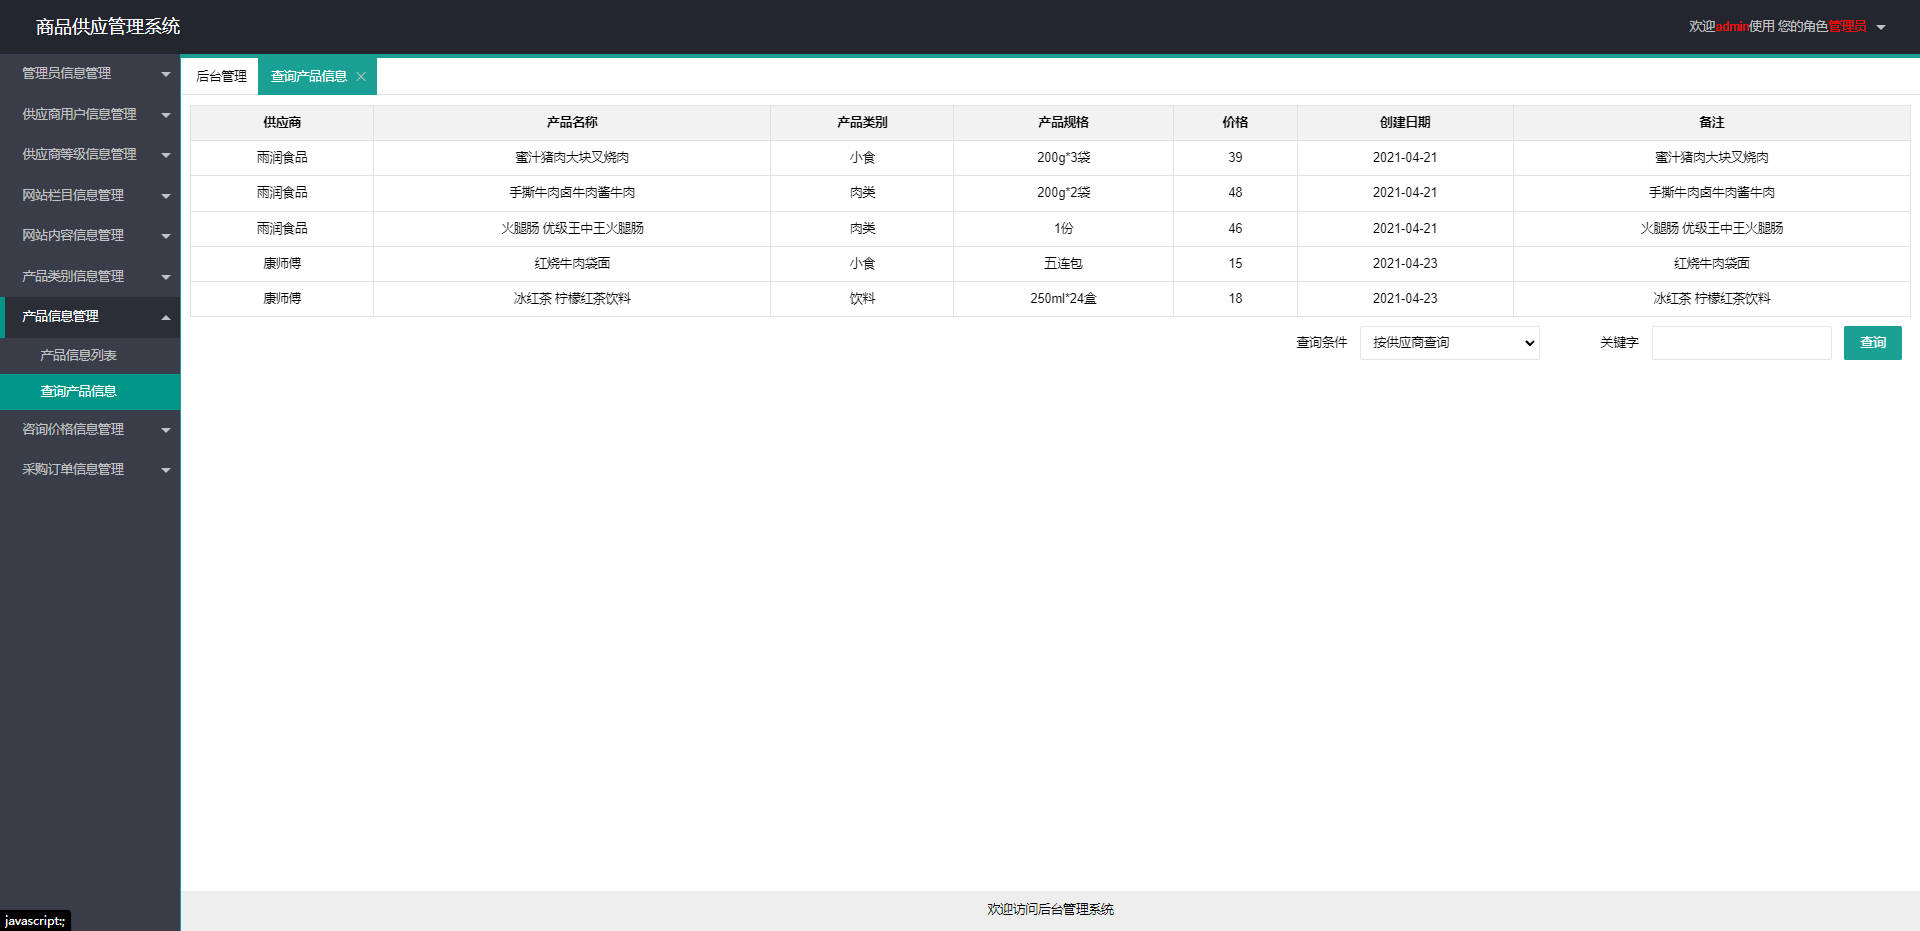 商品供应管理系统
欢迎admin使用 您的角色管理员
管理员信息管理
供应商用户信息管理
供应商等级信息管理
网站栏目信息管理
网站内容信息管理
产品类别信息管理
产品信息管理
产品信息列表
查询产品信息
咨询价格信息管理
采购订单信息管理
后台管理 查询产品信息
供应商 产品名称 产品类别 产品规格 价格 创建日期 备注
雨润食品 蜜汁猪肉大块叉烧肉 小食 200g*3袋 39 2021-04-21 蜜汁猪肉大块叉烧肉
雨润食品 手撕牛肉卤牛肉酱牛肉 肉类 200g*2袋 48 2021-04-21 手撕牛肉卤牛肉酱牛肉
雨润食品 火腿肠 优级王中王火腿肠 肉类 1份 46 2021-04-21 火腿肠 优级王中王火腿肠
康师傅 红烧牛肉袋面 小食 五连包 15 2021-04-23 红烧牛肉袋面
康师傅 冰红茶 柠檬红茶饮料 饮料 250ml*24盒 18 2021-04-23 冰红茶 柠檬红茶饮料
查询条件 按供应商查询 关键字 查询
欢迎访问后台管理系统
javascript:;